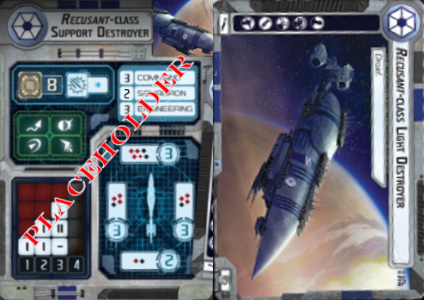 RECUSANT-CLASS
SUPPORT DESTROYER
8
3 COMMAND
2 SQUADRON
3 ENGINEERING
PLACEHOLDER
3
3
3
2
1 2 3 4
RECUSANT-CLASS LIGHT DESTROYER